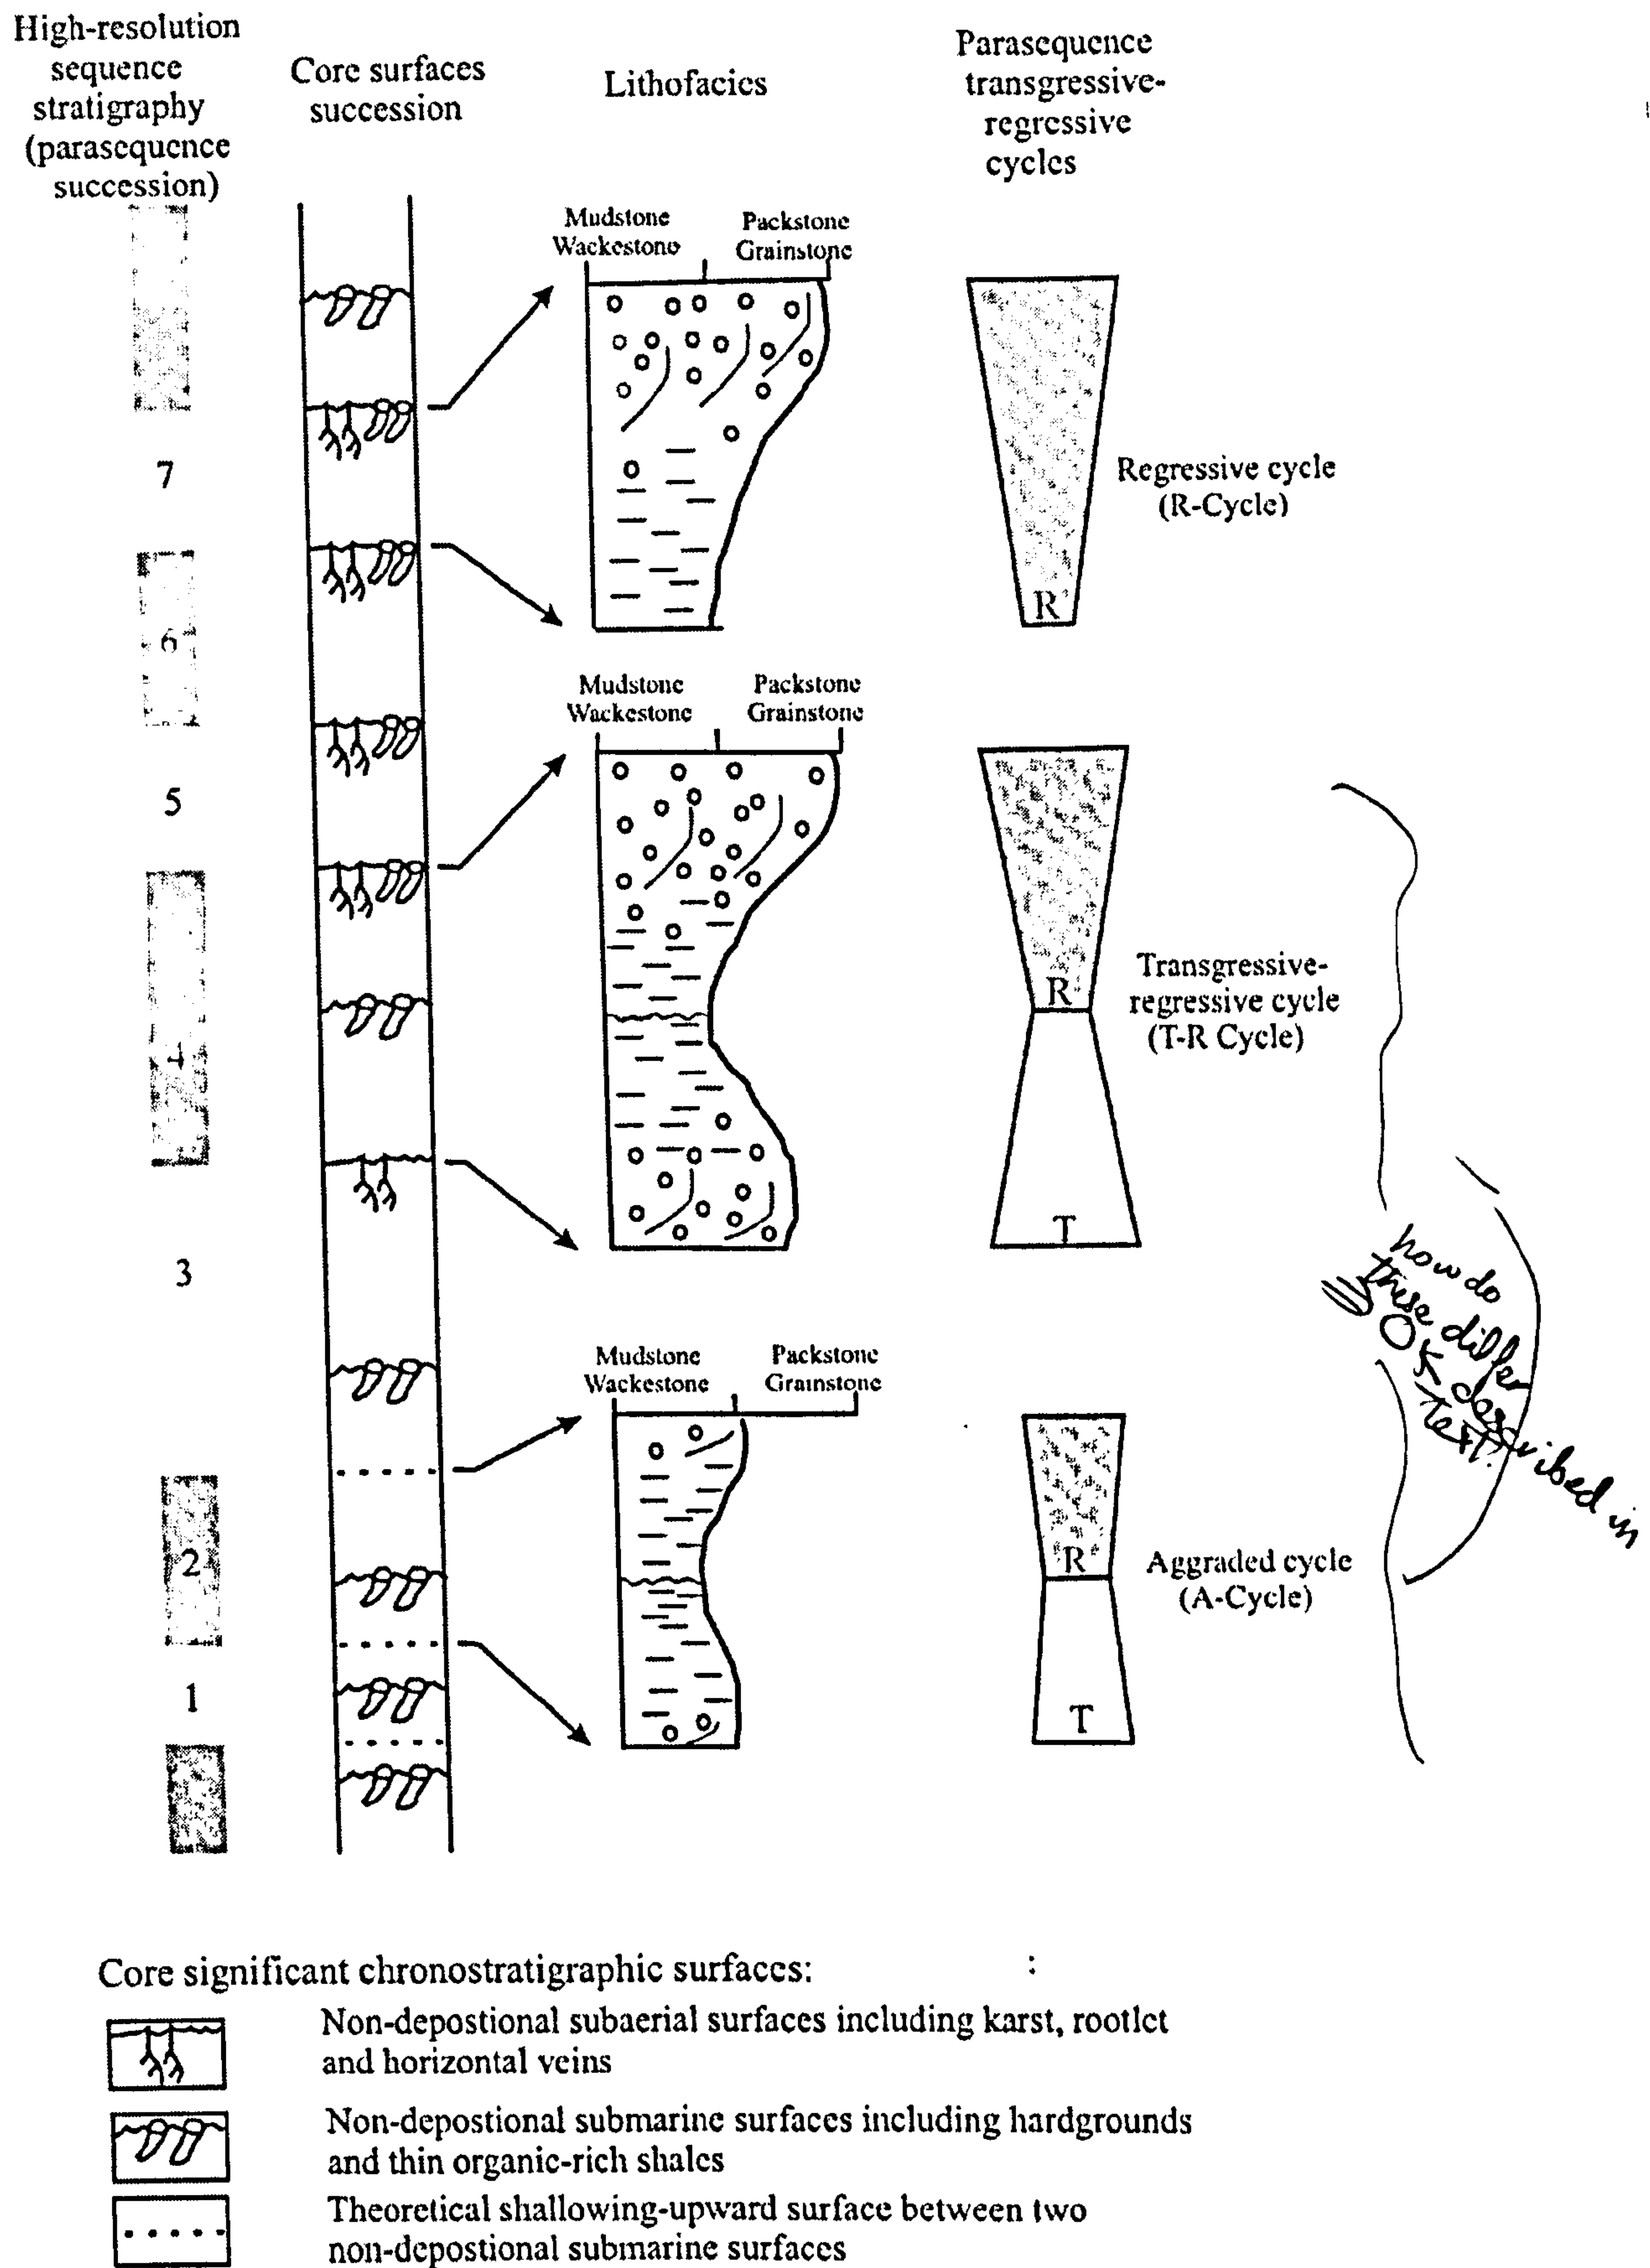 High-resolution
sequence
stratigraphy
(parasequence
succession)
Core surfaces
succession
Lithofacies
Parasequence
transgressive-
regressive
cycles
7
6
5
4
3
2
1
Mudstone
Wackestone
Packstone
Grainstone
R
Regressive cycle
(R-Cycle)
Mudstone
Wackestone
Packstone
Grainstone
R
T
Transgressive-
regressive cycle
(T-R Cycle)
Mudstone
Wackestone
Packstone
Grainstone
R
T
Aggraded cycle
(A-Cycle)
how do
these differ
described in
text.
Core significant chronostratigraphic surfaces:
:
Non-depostional subaerial surfaces including karst, rootlet
and horizontal veins
Non-depostional submarine surfaces including hardgrounds
and thin organic-rich shales
Theoretical shallowing-upward surface between two
non-depostional submarine surfaces